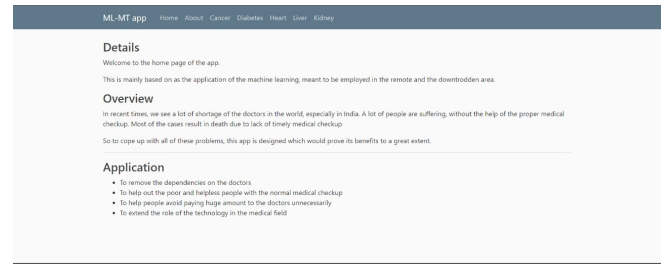 ML-MT app Home About Cancer Diabetes Heart Liver Kidney
Details
Welcome to the home page of the app.
This is mainly based on as the application of the machine learning, meant to be employed in the remote and the downtrodden area.
Overview
In recent times, we see a lot of shortage of the doctors in the world, especially in India. A lot of people are suffering, without the help of the proper medical
checkup. Most of the cases result in death due to lack of timely medical checkup
So to cope up with all of these problems, this app is designed which would prove its benefits to a great extent.
Application
• To remove the dependencies on the doctors
• To help out the poor and helpless people with the normal medical checkup
• To help people avoid paying huge amount to the doctors unnecessarily
• To extend the role of the technology in the medical field